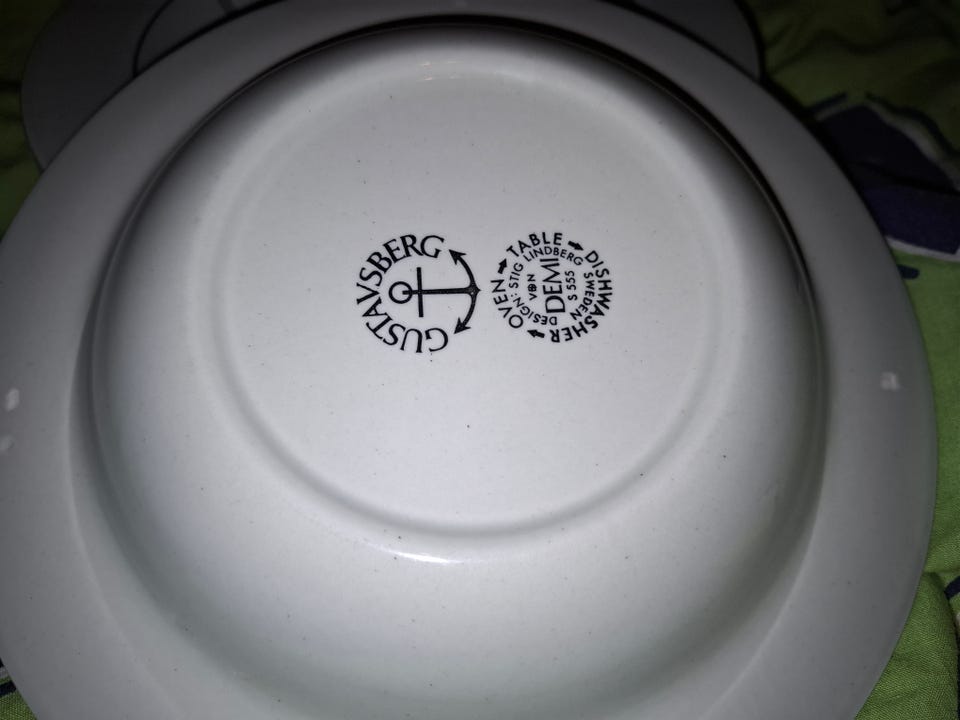 GUSTAVSBERG
OVEN → TABLE → DISHWASHER →
DESIGN: STIG LINDBERG SWEDEN
VON
DEMI
S 555